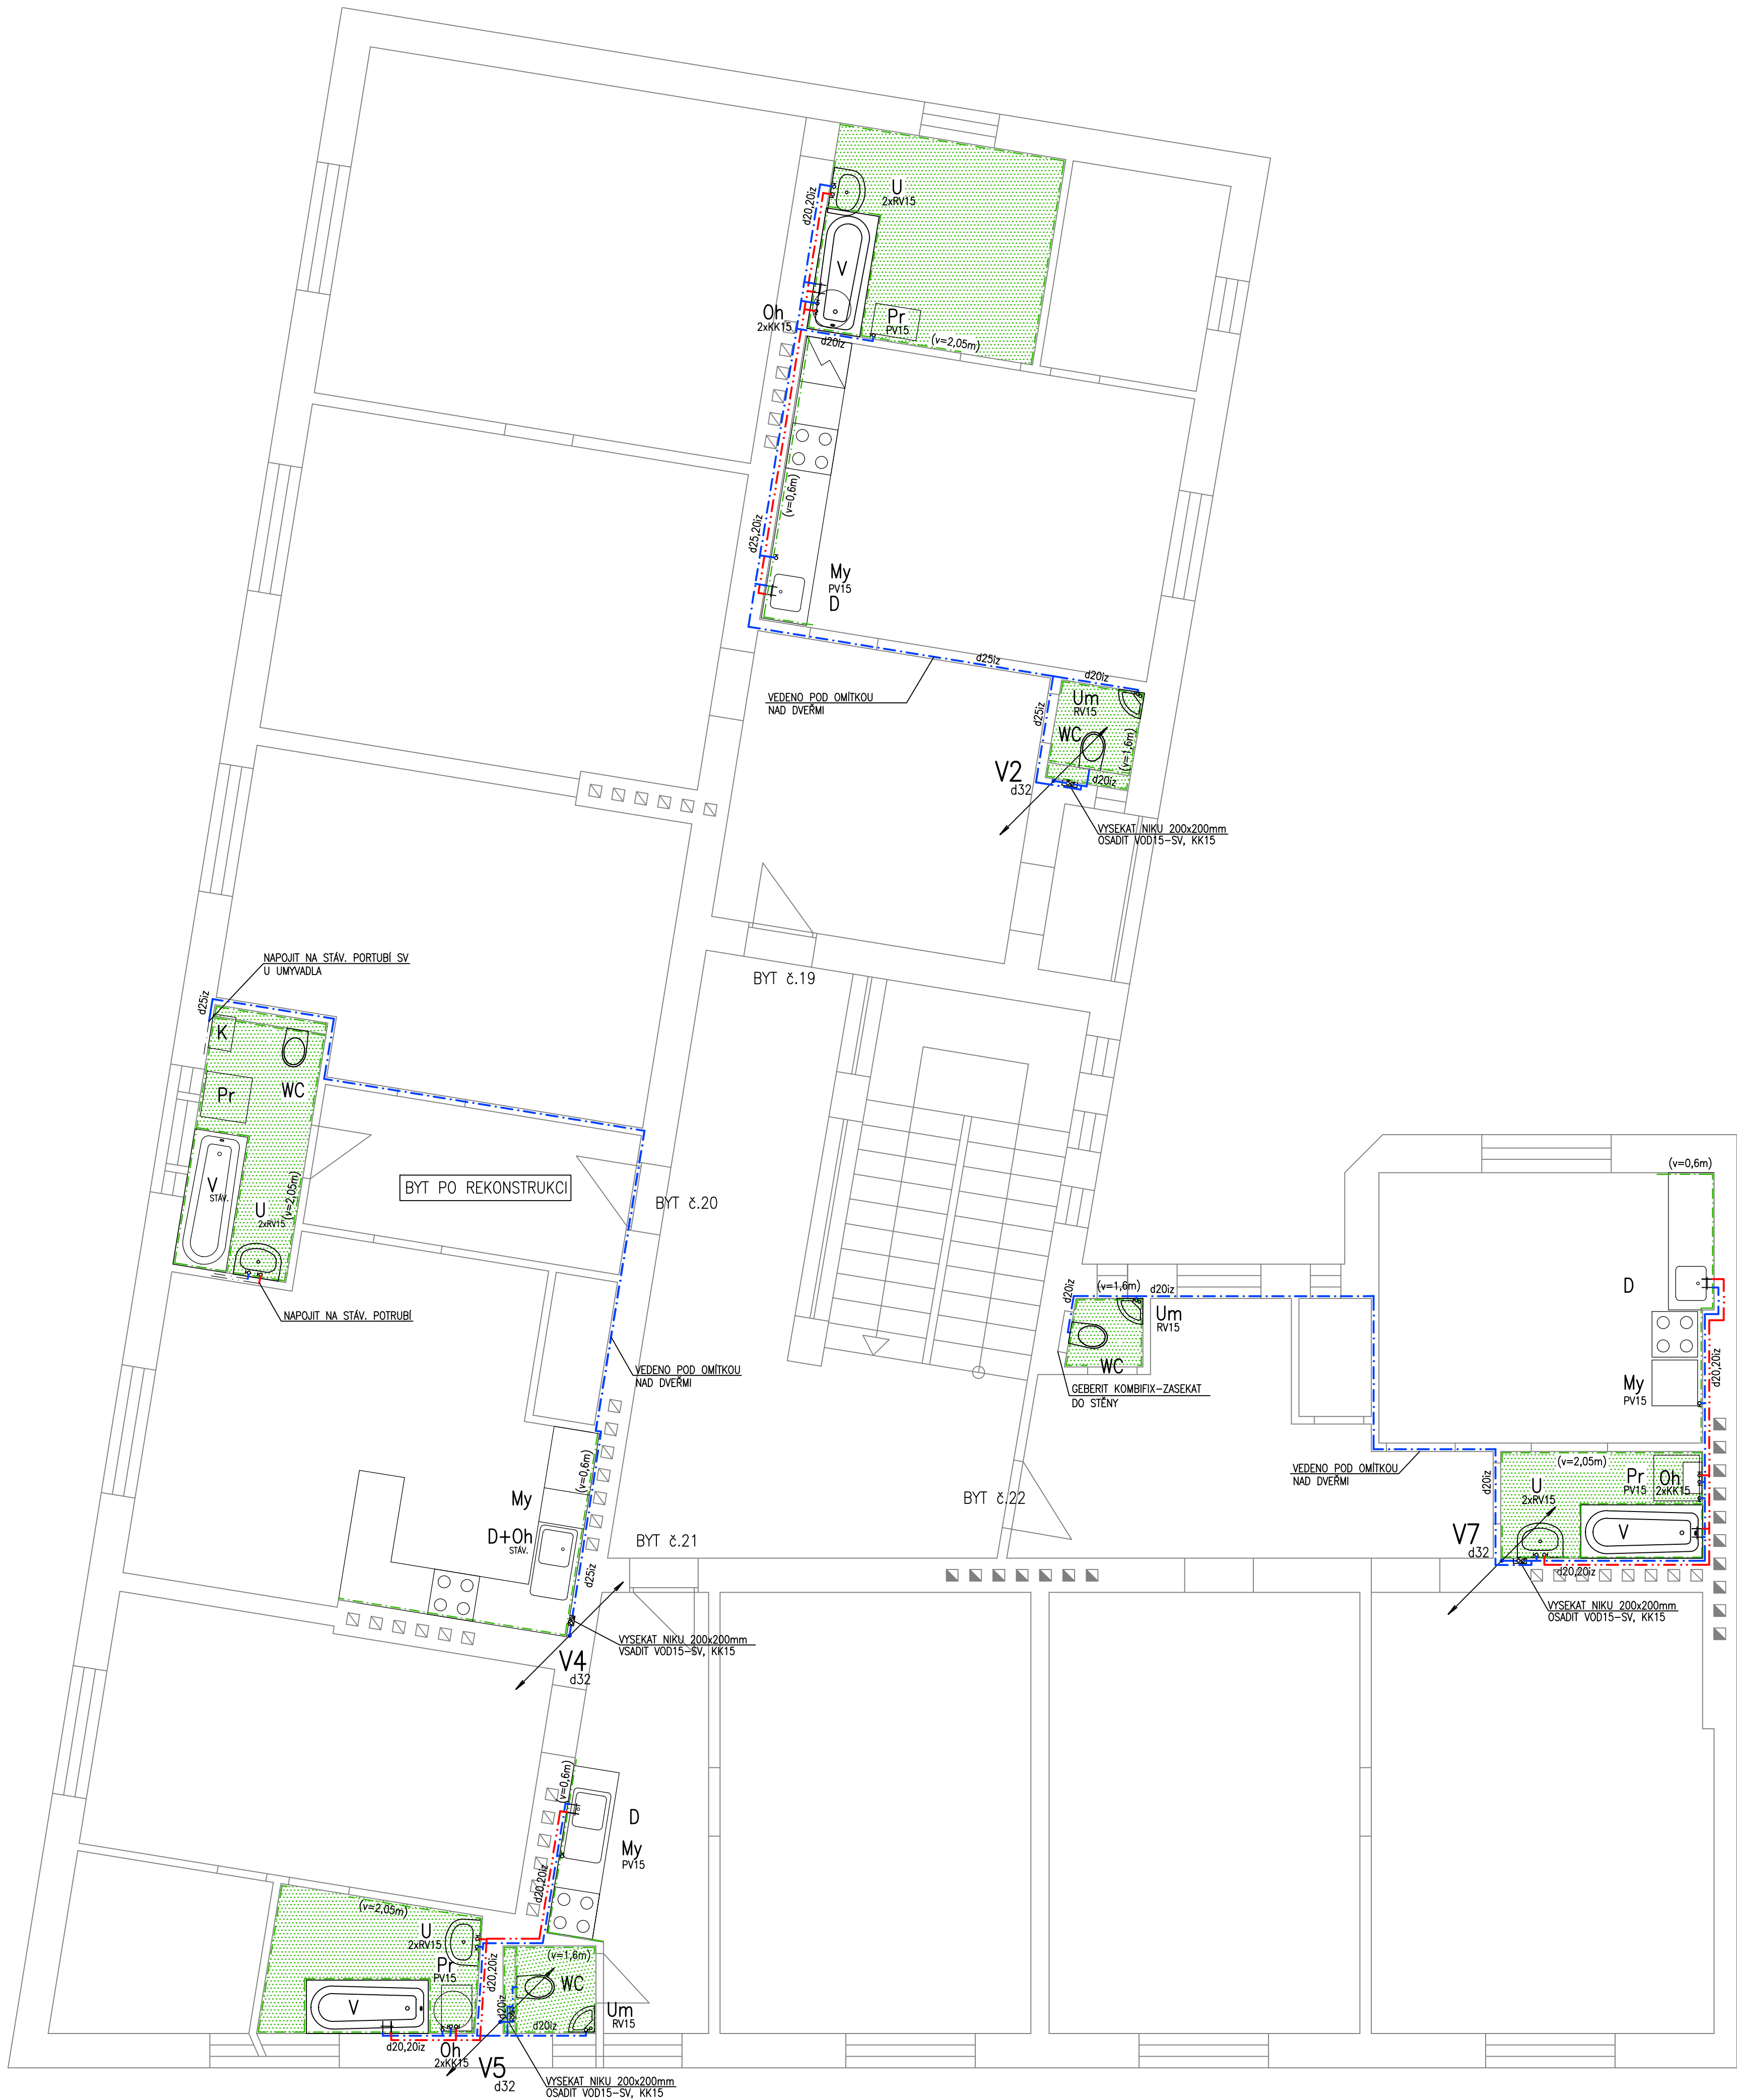 U
2xRV15
d20,20iz
V
Oh
2xKK15
Pr
PV15
d20iz
(v=2,05m)
(v=0,6m)
d25,20iz
My
PV15
D
d25iz
d20iz
VEDENO POD OMÍTKOU
NAD DVEŘMI
Um
RV15
d25iz
WC
(v=1,6m)
V2
d32
d20iz
VYSEKAT NIKU 200x200mm
OSADIT VOD15-SV, KK15
NAPOJIT NA STÁV. PORTUBÍ SV
U UMYVADLA
BYT č.19
d25iz
K
WC
Pr
BYT PO REKONSTRUKCI
V
STÁV.
U
2xRV15
(v=2,05m)
BYT č.20
NAPOJIT NA STÁV. POTRUBÍ
(v=0,6m)
d20iz
(v=1,6m)
d20iz
Um
RV15
D
WC
GEBERIT KOMBIFIX-ZASEKAT
DO STĚNY
VEDENO POD OMÍTKOU
NAD DVEŘMI
My
PV15
d20,20iz
(v=0,6m)
VEDENO POD OMÍTKOU
NAD DVEŘMI
(v=2,05m)
U
2xRV15
Pr
PV15
Oh
2xKK15
d20iz
My
BYT č.22
D+Oh
STÁV.
BYT č.21
V7
d32
V
d20,20iz
d25iz
VYSEKAT NIKU 200x200mm
OSADIT VOD15-SV, KK15
VYSEKAT NIKU 200x200mm
VSADIT VOD15-SV, KK15
V4
d32
(v=0,6m)
D
My
PV15
d20,20iz
(v=2,05m)
U
2xRV15
Pr
PV15
d20,20iz
(v=1,6m)
WC
V
d20iz
Um
RV15
d20iz
d20,20iz
Oh
2xKK15
V5
d32
VYSEKAT NIKU 200x200mm
OSADIT VOD15-SV, KK15